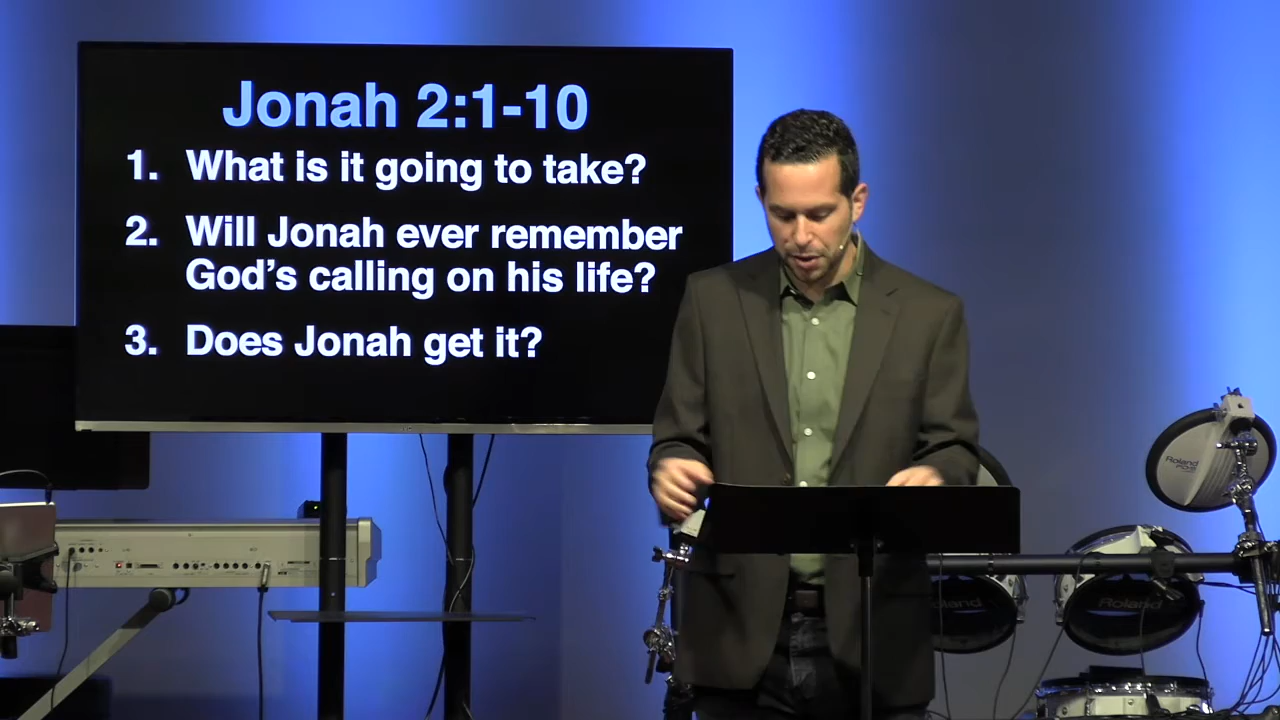 Jonah 2:1-10
1. What is it going to take?
2. Will Jonah ever remember
God's calling on his life?
3. Does Jonah get it?
Roland
Roland